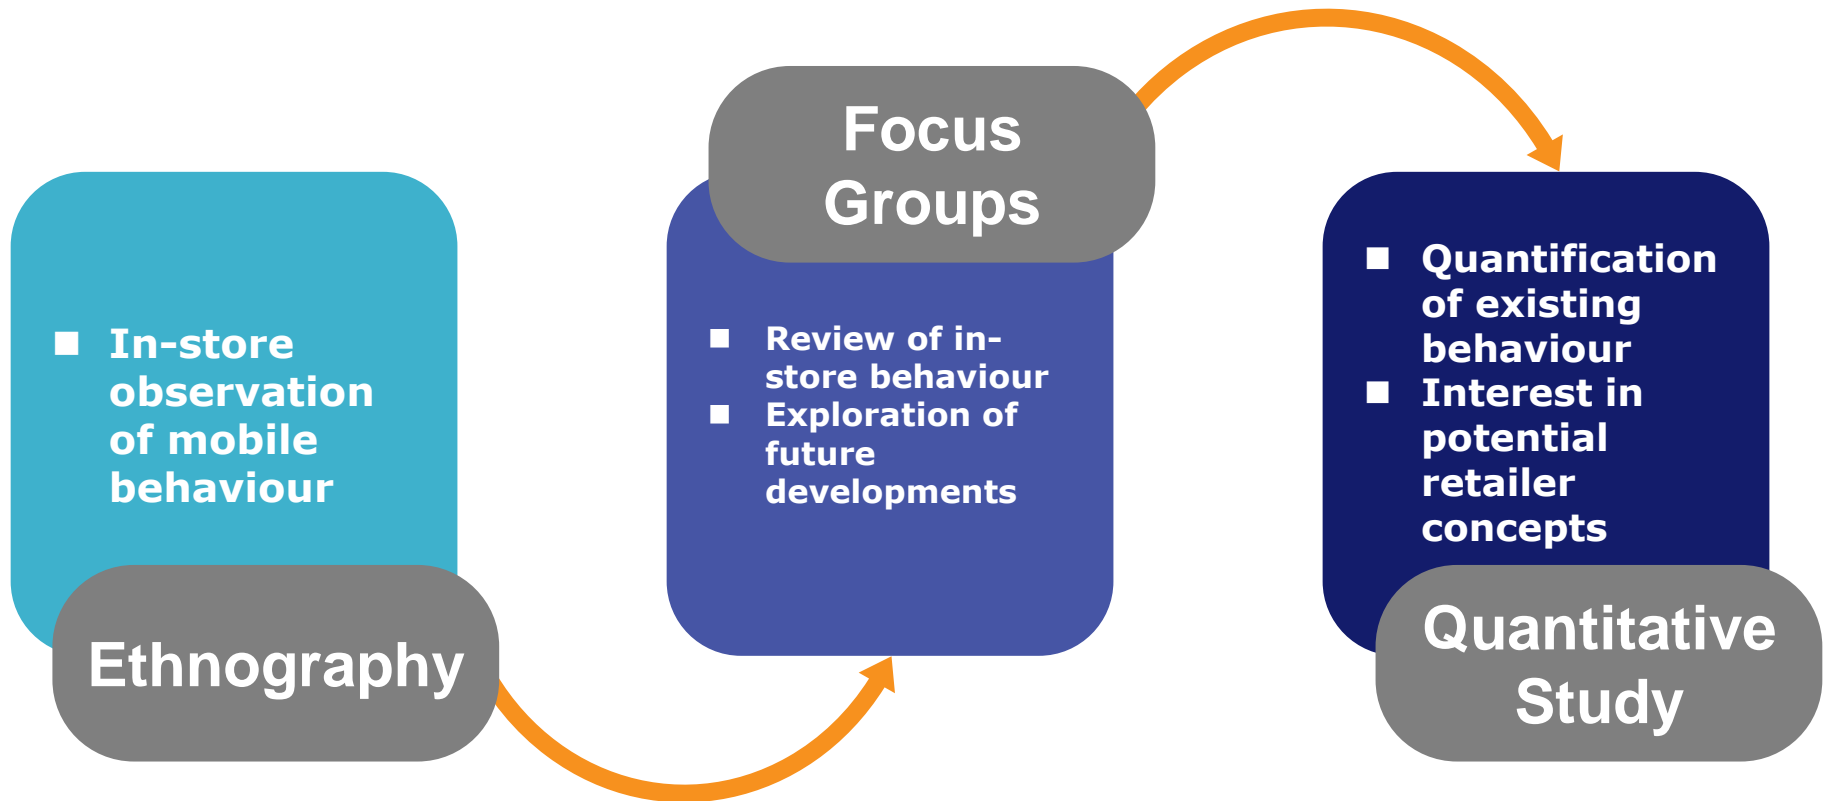 ■ In-store
observation
of mobile
behaviour
Ethnography
Focus
Groups
■ Review of in-
store behaviour
■ Exploration of
future
developments
■ Quantification
of existing
behaviour
■ Interest in
potential
retailer
concepts
Quantitative
Study